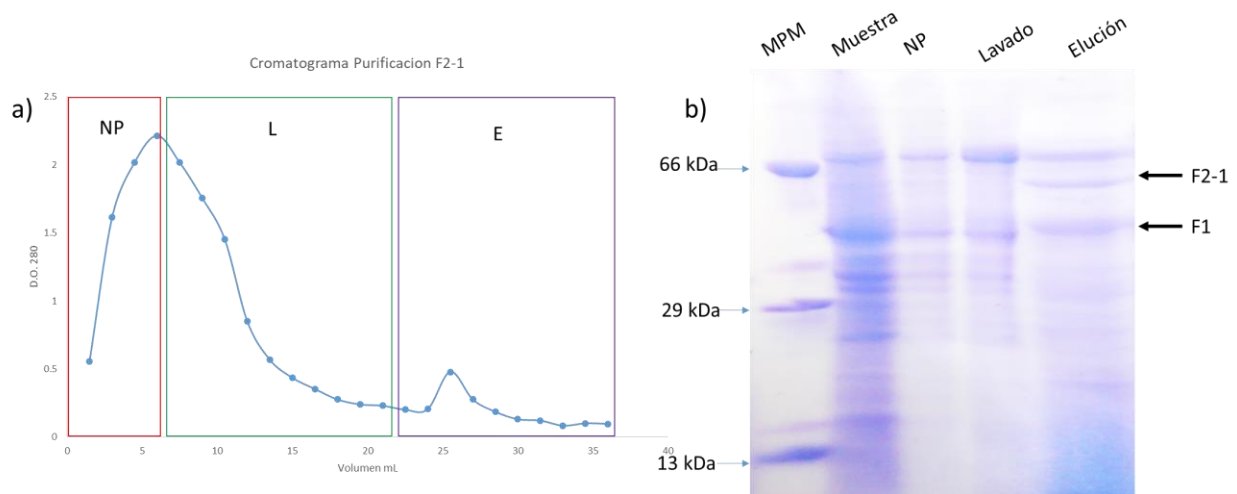 Cromatograma Purificacion F2-1
a)
NP
L
E
2.5
2
1.5
1
0.5
0
D.O. 280
0 5 10 15 20 25 30 35 40
Volumen mL
b)
MPM Muestra NP Lavado Elución
66 kDa
29 kDa
13 kDa
F2-1
F1